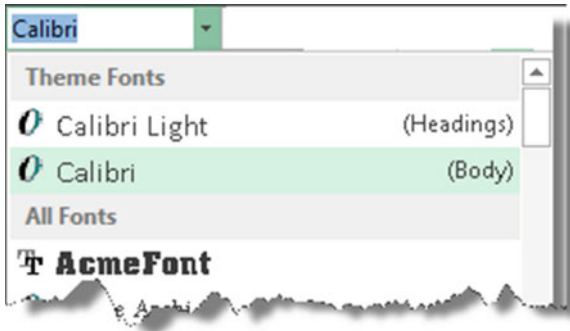 Calibri
Theme Fonts
Calibri Light (Headings)
Calibri (Body)
All Fonts
AcmeFont